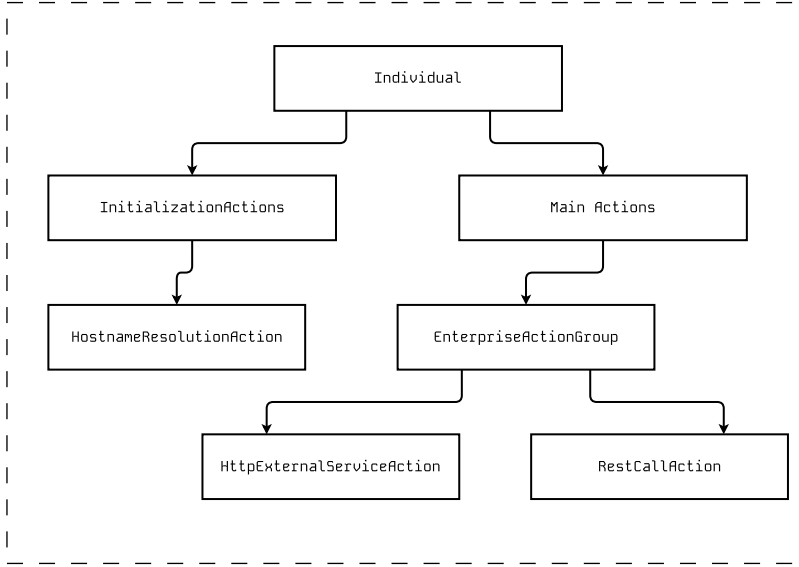 Individual
InitializationActions
Main Actions
HostnameResolutionAction
EnterpriseActionGroup
HttpExternalServiceAction
RestCallAction